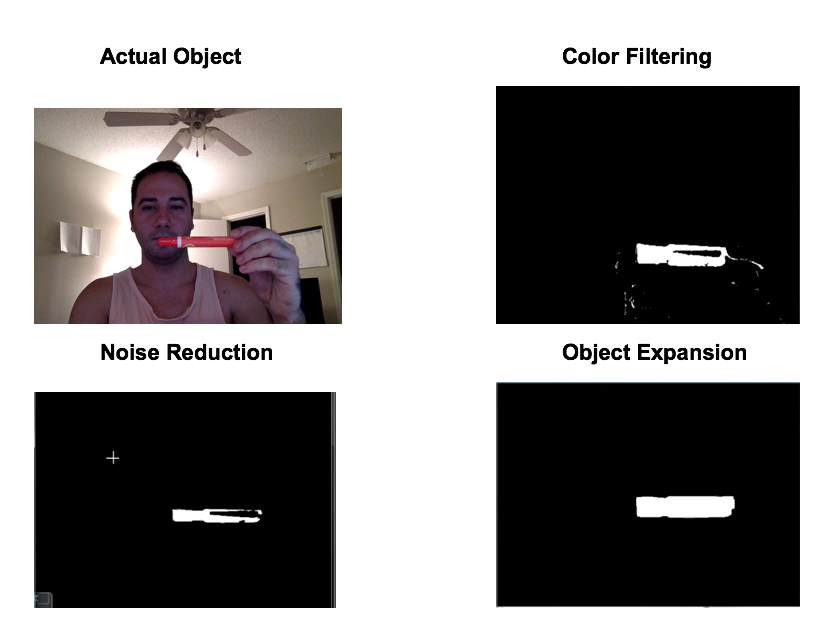 Actual Object
Color Filtering
Noise Reduction
Object Expansion